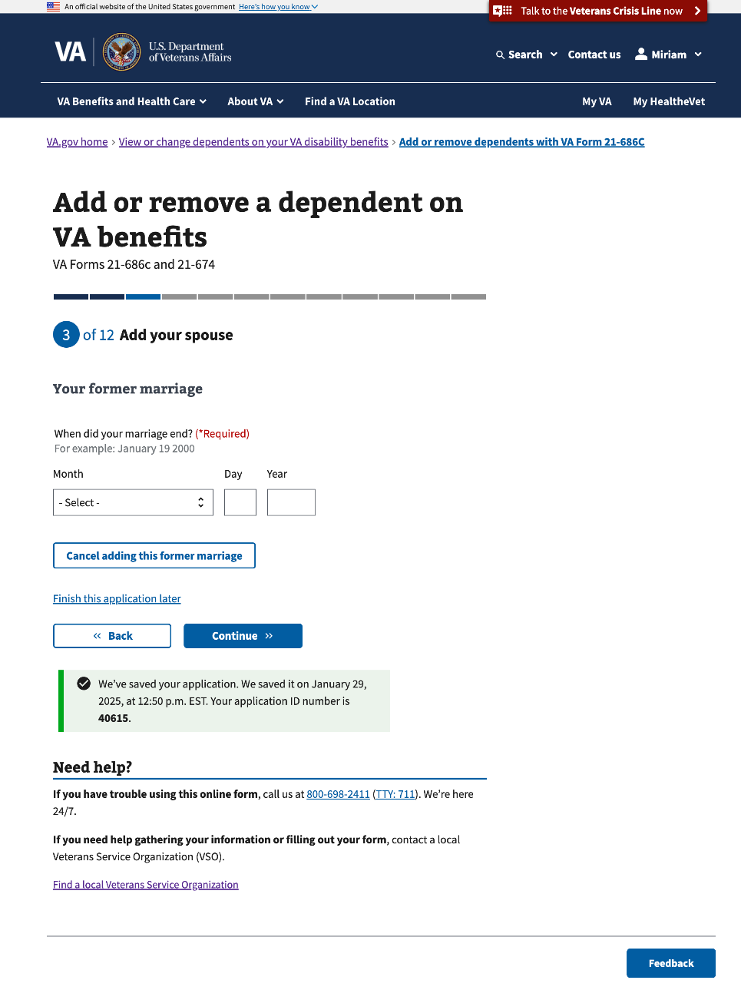 An official website of the United States government Here's how you know
Talk to the Veterans Crisis Line now
VA
U.S. Department
of Veterans Affairs
Search
Contact us
Miriam
VA Benefits and Health Care
About VA
Find a VA Location
My VA
My HealtheVet
VA.gov home › View or change dependents on your VA disability benefits › Add or remove dependents with VA Form 21-686C
Add or remove a dependent on
VA benefits
VA Forms 21-686c and 21-674
3 of 12 Add your spouse
Your former marriage
When did your marriage end? (*Required)
For example: January 19 2000
Month Day Year
- Select -
Cancel adding this former marriage
Finish this application later
« Back
Continue »
We've saved your application. We saved it on January 29,
2025, at 12:50 p.m. EST. Your application ID number is
40615.
Need help?
If you have trouble using this online form, call us at 800-698-2411 (TTY: 711). We're here
24/7.
If you need help gathering your information or filling out your form, contact a local
Veterans Service Organization (VSO).
Find a local Veterans Service Organization
Feedback